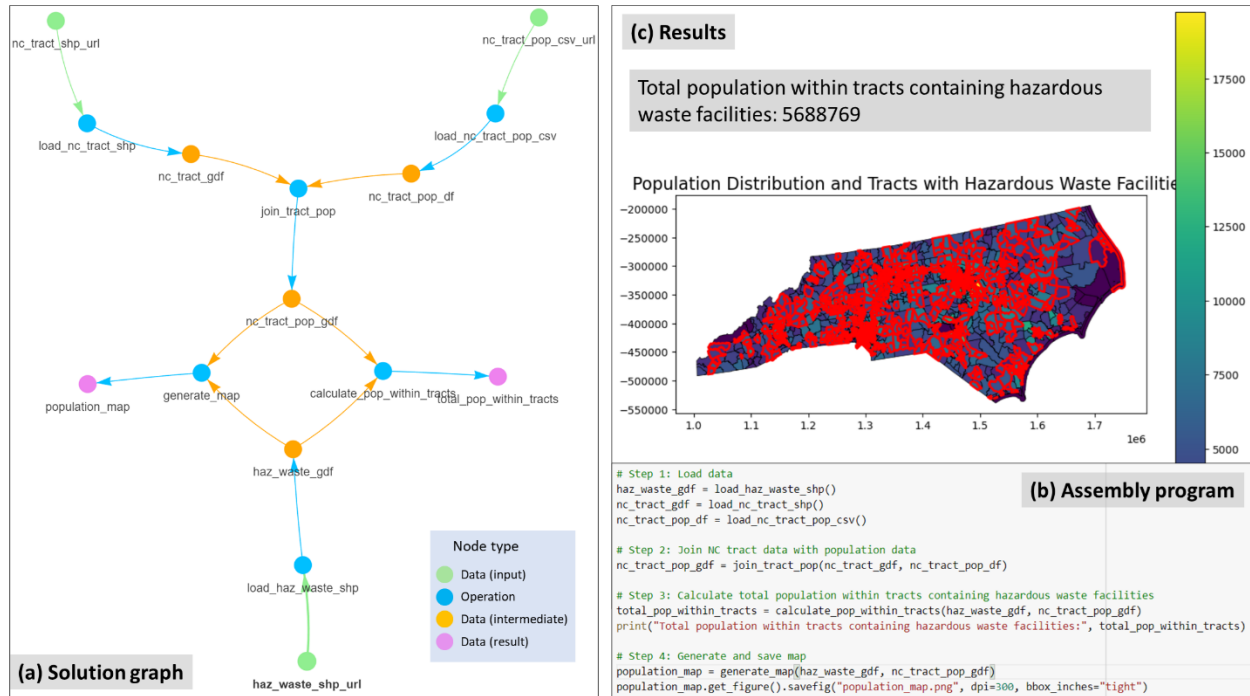 nc_tract_shp_url
nc_tract_pop_csv_url
load_nc_tract_shp
load_nc_tract_pop_csv
nc_tract_gdf
nc_tract_pop_df
join_tract_pop
nc_tract_pop_gdf
population_map
generate_map
calculate_pop_within_tracts
total_pop_within_tracts
haz_waste_gdf
load_haz_waste_shp
haz_waste_shp_url
Node type
Data (input)
Operation
Data (intermediate)
Data (result)
(a) Solution graph
(c) Results
Total population within tracts containing hazardous
waste facilities: 5688769
Population Distribution and Tracts with Hazardous Waste Facilitie
−200000
−250000
−300000
−350000
−400000
−450000
−500000
−550000
1.0
1.1
1.2
1.3
1.4
1.5
1.6
1.7
1e6
17500
15000
12500
10000
7500
5000
(b) Assembly program
# Step 1: Load data
haz_waste_gdf = load_haz_waste_shp()
nc_tract_gdf = load_nc_tract_shp()
nc_tract_pop_df = load_nc_tract_pop_csv()
# Step 2: Join NC tract data with population data
nc_tract_pop_gdf = join_tract_pop(nc_tract_gdf, nc_tract_pop_df)
# Step 3: Calculate total population within tracts containing hazardous waste facilities
total_pop_within_tracts = calculate_pop_within_tracts(haz_waste_gdf, nc_tract_pop_gdf)
print("Total population within tracts containing hazardous waste facilities:", total_pop_within_tracts)
# Step 4: Generate and save map
population_map = generate_map(haz_waste_gdf, nc_tract_pop_gdf)
population_map.get_figure().savefig("population_map.png", dpi=300, bbox_inches="tight")